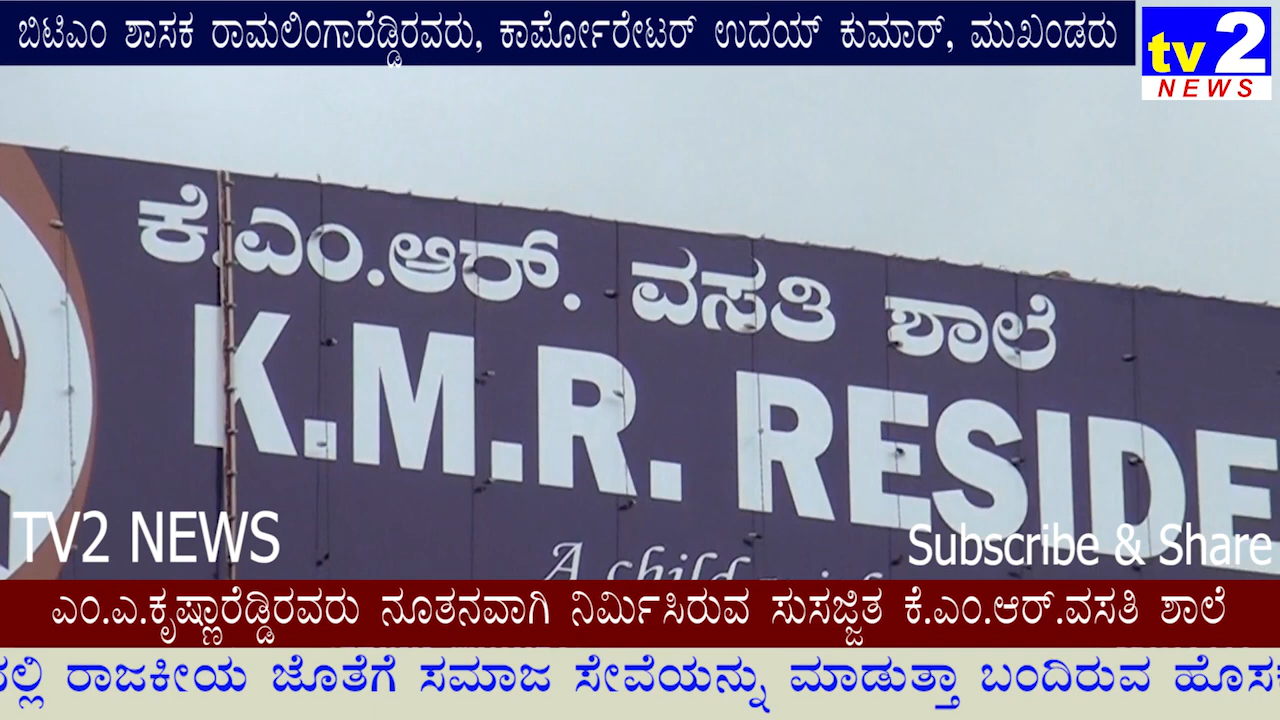 ಬಿಟಿಎಂ ಶಾಸಕ ರಾಮಲಿಂಗಾರೆಡ್ಡಿರವರು, ಕಾರ್ಪೋರೇಟರ್ ಉದಯ್ ಕುಮಾರ್, ಮುಖಂಡರು
tv2
NEWS
ಕೆ.ಎಂ.ಆರ್. ವಸತಿ ಶಾಲೆ
K.M.R. RESIDE
A child
TV2 NEWS
Subscribe & Share
ಎಂ.ಎ.ಕೃಷ್ಣಾರೆಡ್ಡಿರವರು ನೂತನವಾಗಿ ನಿರ್ಮಿಸಿರುವ ಸುಸಜ್ಜಿತ ಕೆ.ಎಂ.ಆರ್.ವಸತಿ ಶಾಲೆ
ರಾಜಕೀಯ ಜೊತೆಗೆ ಸಮಾಜ ಸೇವೆಯನ್ನು ಮಾಡುತ್ತಾ ಬಂದಿರುವ ಹೊಸ